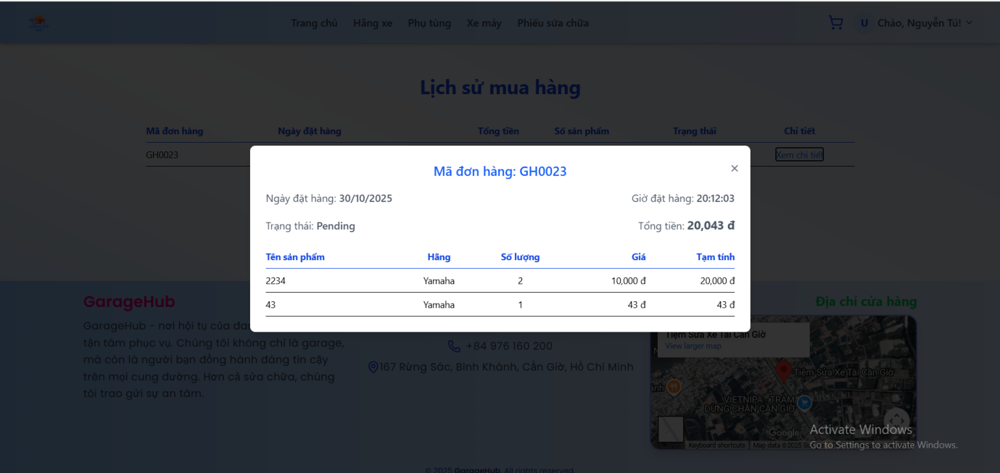 Trang chủ Hãng xe Phụ tùng Xe máy Phiếu sửa chữa U Chào, Nguyễn Tú!
Lịch sử mua hàng
Mã đơn hàng Ngày đặt hàng Tổng tiền Số sản phẩm Trạng thái Chi tiết
GH0023 Xem chi tiết
Mã đơn hàng: GH0023 ×
Ngày đặt hàng: 30/10/2025 Giờ đặt hàng: 20:12:03
Trạng thái: Pending Tổng tiền: 20,043 đ
Tên sản phẩm Hãng Số lượng Giá Tạm tính
2234 Yamaha 2 10,000 đ 20,000 đ
43 Yamaha 1 43 đ 43 đ
GarageHub
GarageHub - nơi hội tụ của
tận tâm phục vụ. Chúng tôi không chỉ là garage,
mà còn là người bạn đồng hành đáng tin cậy
trên mọi cung đường. Hơn cả sửa chữa, chúng
tôi trao gửi sự an tâm.
+84 976 160 200
167 Rừng Sác, Bình Khánh, Cần Giờ, Hồ Chí Minh
Địa chỉ cửa hàng
Tiệm Sửa Xe Tải Cần Giờ
View larger map
Tiệm Sửa Xe Tải Cần Giờ
VIETNIPA - TRẠM
DỪNG CHÂN CẦN GIỜ
Google
Keyboard shortcuts Map data ©2025
Activate Windows
Go to Settings to activate Windows.
© 2025 GarageHub. All rights reserved.